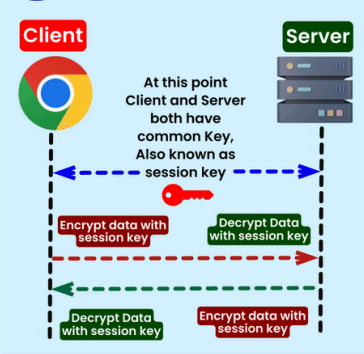 Client
Server
At this point
Client and Server
both have
common Key,
Also known as
session key
Encrypt data with
session key
Decrypt Data
with session key
Decrypt Data
with session key
Encrypt data with
session key